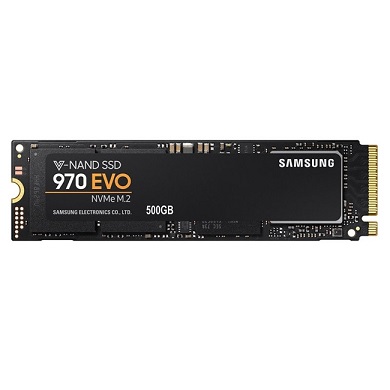 V-NAND SSD
970 EVO
NVMe M.2
SAMSUNG ELECTRONICS CO., LTD.
500GB
SAMSUNG